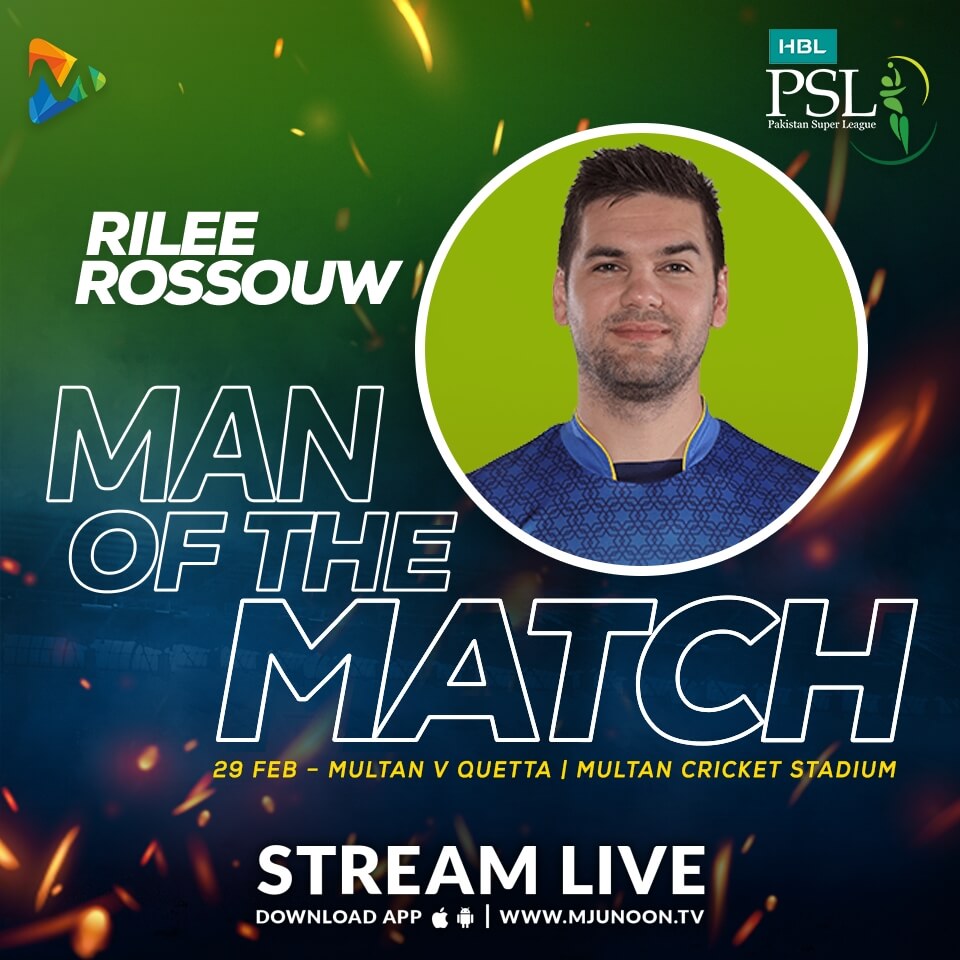 HBL
PSL
Pakistan Super League
RILEE
ROSSOUW
MAN
OF THE
MATCH
29 FEB – MULTAN V QUETTA | MULTAN CRICKET STADIUM
STREAM LIVE
DOWNLOAD APP | WWW.MJUNOON.TV